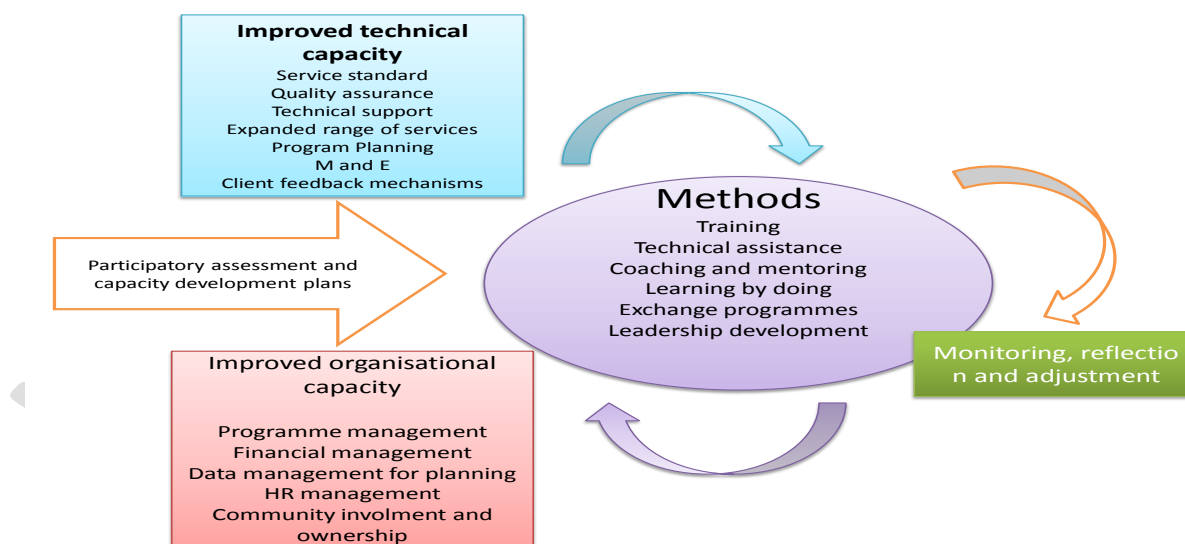 Improved technical
capacity
Service standard
Quality assurance
Technical support
Expanded range of services
Program Planning
M and E
Client feedback mechanisms
Participatory assessment and
capacity development plans
Improved organisational
capacity
Programme management
Financial management
Data management for planning
HR management
Community involment and
ownership
Methods
Training
Technical assistance
Coaching and mentoring
Learning by doing
Exchange programmes
Leadership development
Monitoring, reflectio
n and adjustment